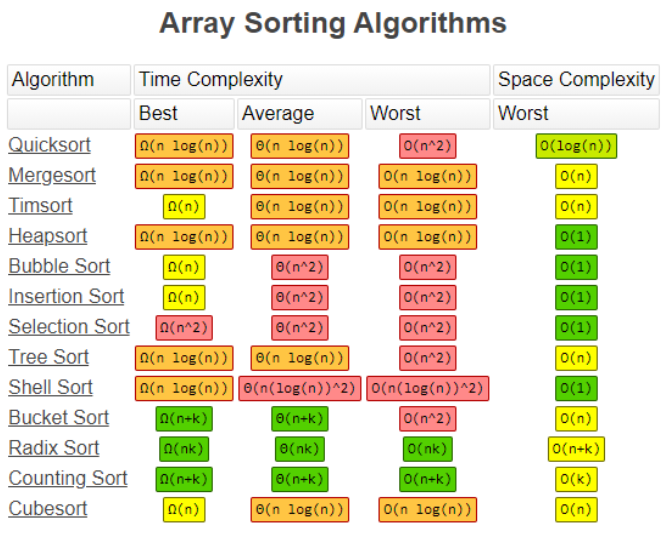 Array Sorting Algorithms
Algorithm Time Complexity Space Complexity
Best Average Worst Worst
Quicksort Ω(n log(n)) Θ(n log(n)) O(n^2) O(log(n))
Mergesort Ω(n log(n)) Θ(n log(n)) O(n log(n)) O(n)
Timsort Ω(n) Θ(n log(n)) O(n log(n)) O(n)
Heapsort Ω(n log(n)) Θ(n log(n)) O(n log(n)) O(1)
Bubble Sort Ω(n) Θ(n^2) O(n^2) O(1)
Insertion Sort Ω(n) Θ(n^2) O(n^2) O(1)
Selection Sort Ω(n^2) Θ(n^2) O(n^2) O(1)
Tree Sort Ω(n log(n)) Θ(n log(n)) O(n^2) O(n)
Shell Sort Ω(n log(n)) Θ(n(log(n))^2) O(n(log(n))^2) O(1)
Bucket Sort Ω(n+k) Θ(n+k) O(n^2) O(n)
Radix Sort Ω(nk) Θ(nk) O(nk) O(n+k)
Counting Sort Ω(n+k) Θ(n+k) O(n+k) O(k)
Cubesort Ω(n) Θ(n log(n)) O(n log(n)) O(n)